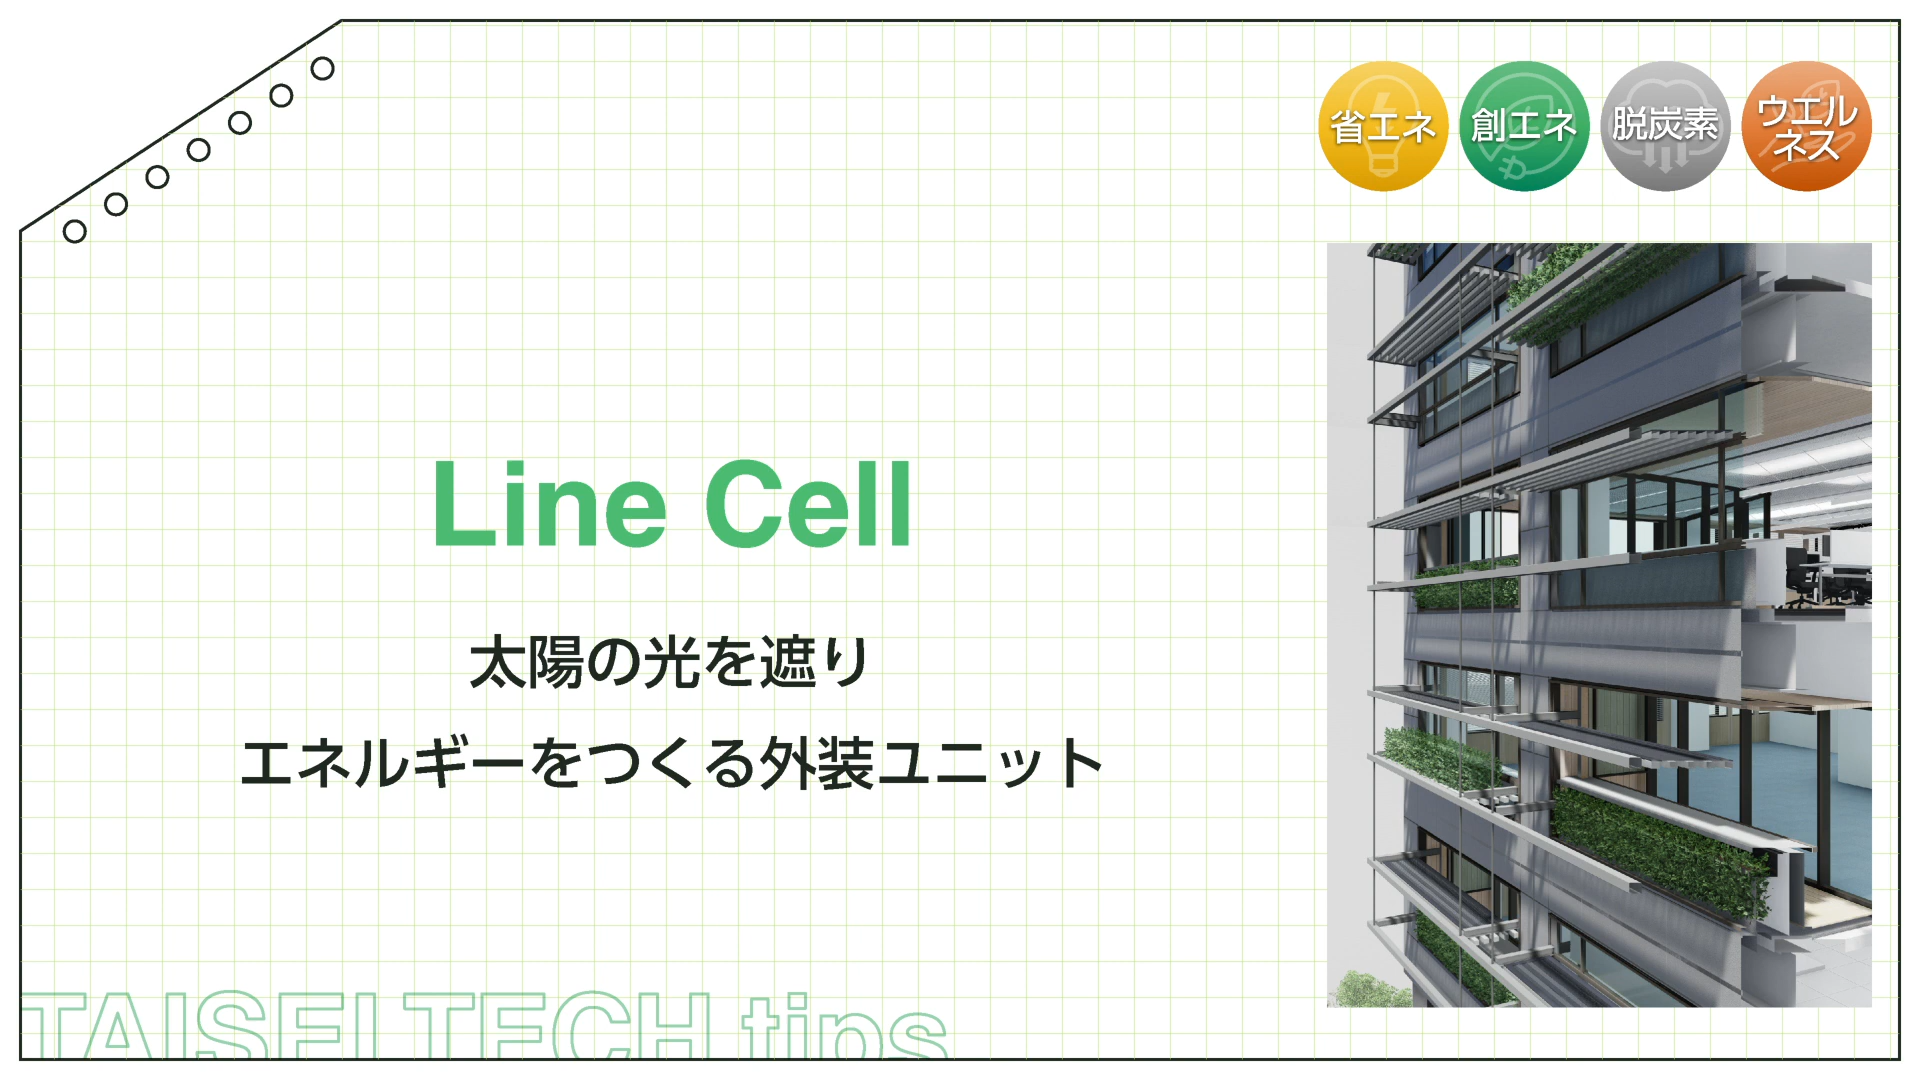 省エネ
創エネ
脱炭素
ウエル
ネス
Line Cell
太陽の光を遮り
エネルギーをつくる外装ユニット
TAISEI TECH tips